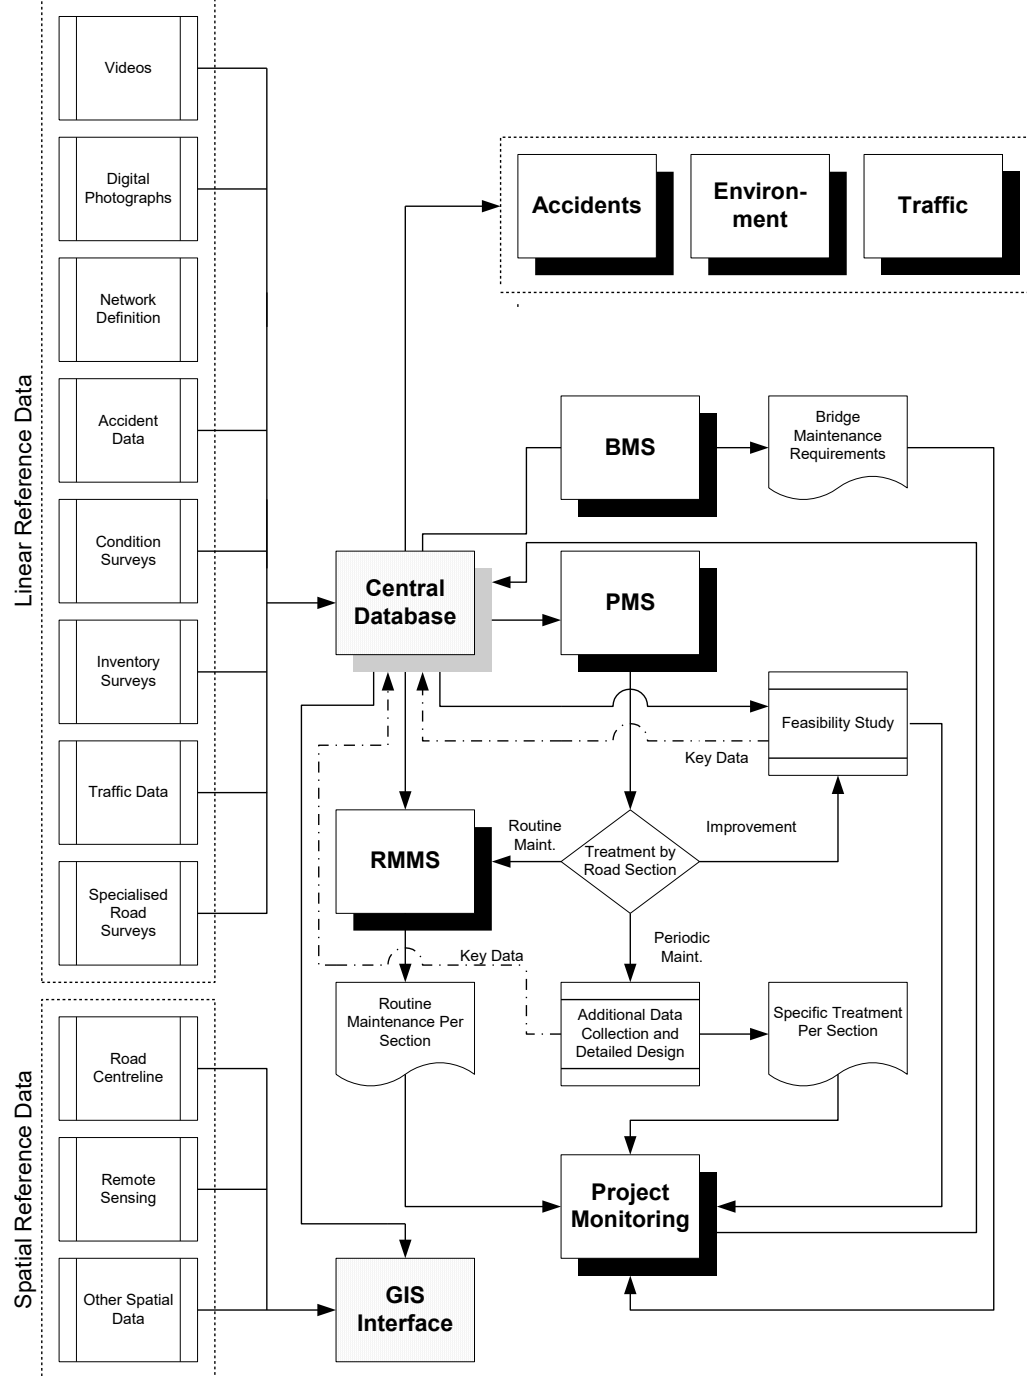 Linear Reference Data
Videos
Digital
Photographs
Network
Definition
Accident
Data
Condition
Surveys
Inventory
Surveys
Traffic Data
Specialised
Road
Surveys
Spatial Reference Data
Road
Centreline
Remote
Sensing
Other Spatial
Data
Accidents
Environ-
ment
Traffic
BMS
Bridge
Maintenance
Requirements
Central
Database
PMS
Feasibility Study
Key Data
Routine
Maint.
Improvement
RMMS
Treatment by
Road Section
Periodic
Maint.
Key Data
Routine
Maintenance Per
Section
Additional Data
Collection and
Detailed Design
Specific Treatment
Per Section
Project
Monitoring
GIS
Interface